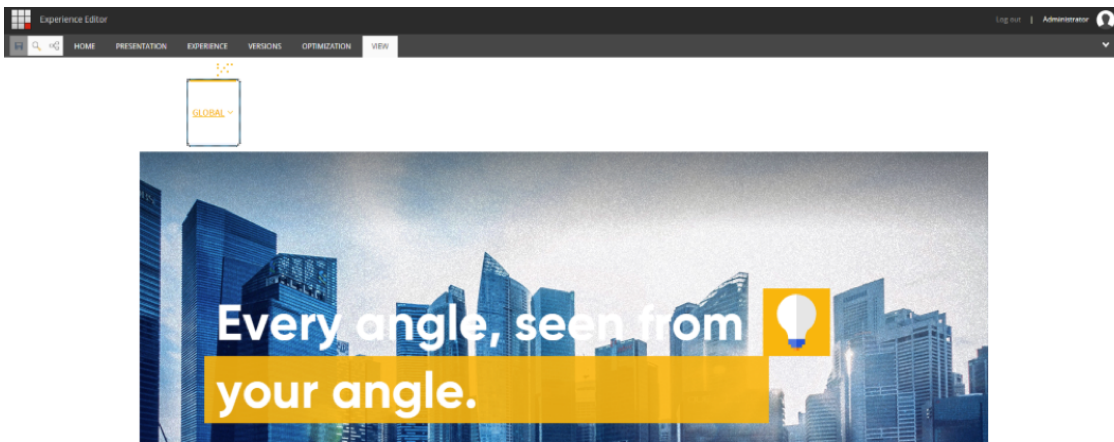 Experience Editor
Log out | Administrator
HOME PRESENTATION EXPERIENCE VERSIONS OPTIMIZATION VIEW
GLOBAL
Every angle, seen from
your angle.